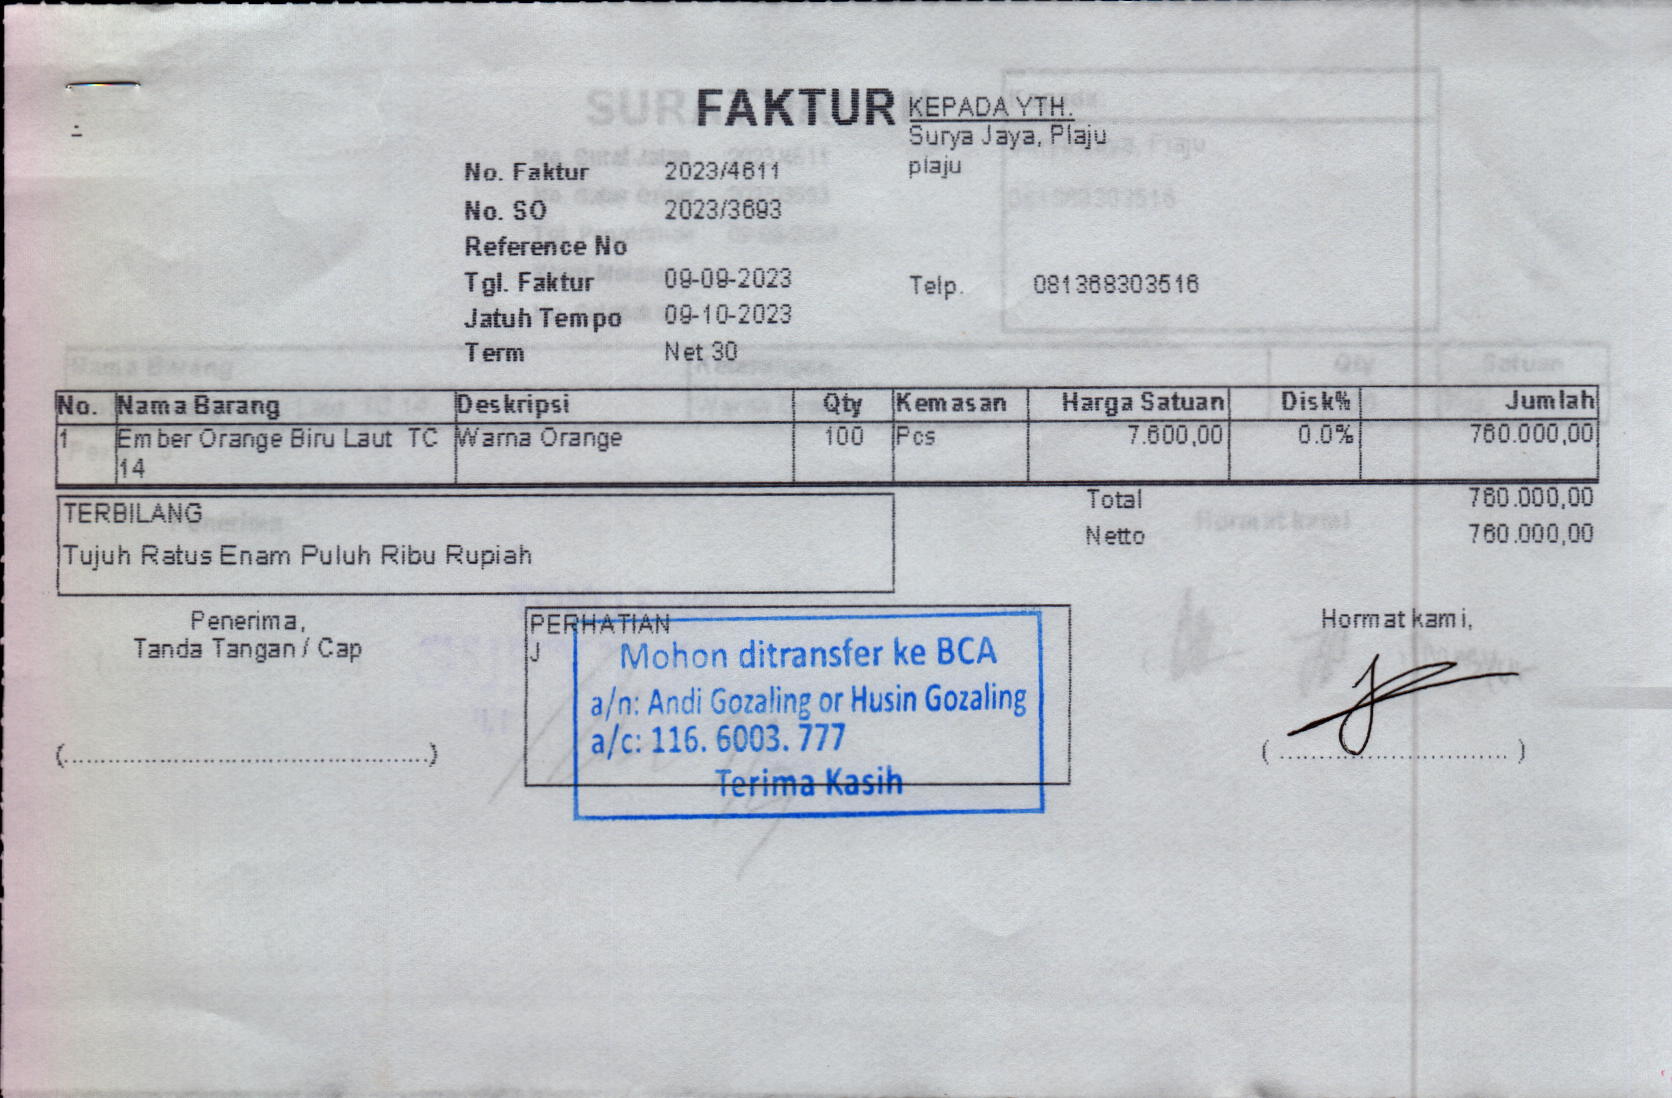 FAKTUR
KEPADA YTH.
Surya Jaya, Plaju
plaju
No. Faktur 2023/4611
No. SO 2023/3693
Reference No
Tgl. Faktur 09-09-2023
Telp. 081368303516
Jatuh Tempo 09-10-2023
Term Net 30
No. Nama Barang Deskripsi Qty Kemasan Harga Satuan Disk% Jumlah
1 Ember Orange Biru Laut TC Warna Orange 100 Pcs 7.600,00 0.0% 760.000,00
14
Total 760.000,00
TERBILANG
Netto 760.000,00
Tujuh Ratus Enam Puluh Ribu Rupiah
Penerima,
Tanda Tangan / Cap
PERHATIAN
J
Mohon ditransfer ke BCA
a/n: Andi Gozaling or Husin Gozaling
a/c: 116. 6003. 777
Terima Kasih
Hormat kami,
(................................................)
( ............................... )